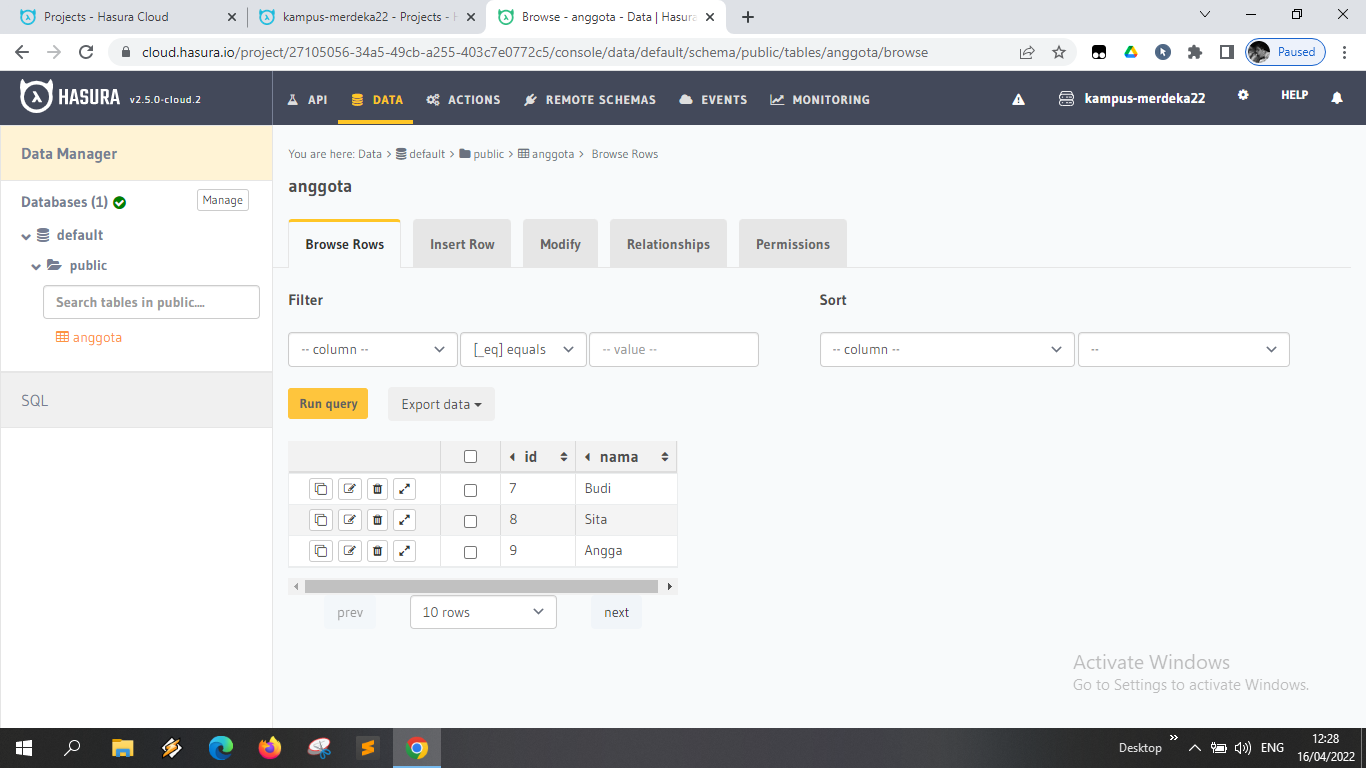 Projects - Hasura Cloud
kampus-merdeka22 - Projects - H
Browse - anggota - Data | Hasura
cloud.hasura.io/project/27105056-34a5-49cb-a255-403c7e0772c5/console/data/default/schema/public/tables/anggota/browse
Paused
HASURA v2.5.0-cloud.2
API DATA ACTIONS REMOTE SCHEMAS EVENTS MONITORING
kampus-merdeka22 HELP
Data Manager
Databases (1) Manage
default
public
Search tables in public....
anggota
SQL
You are here: Data > default > public > anggota > Browse Rows
anggota
Browse Rows Insert Row Modify Relationships Permissions
Filter Sort
-- column -- [_eq] equals -- value -- -- column -- --
Run query Export data
id nama
7 Budi
8 Sita
9 Angga
prev 10 rows next
Activate Windows
Go to Settings to activate Windows.
Desktop ENG
12:28
16/04/2022